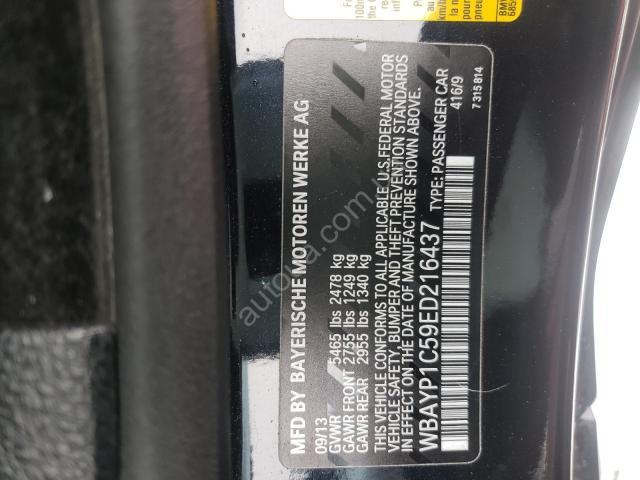 MFD BY BAYERISCHE MOTOREN WERKE AG
09/13
GVWR 5465 lbs 2478 kg
GAWR FRONT 2755 lbs 1249 kg
GAWR REAR 2955 lbs 1340 kg
THIS VEHICLE CONFORMS TO ALL APPLICABLE U.S.FEDERAL MOTOR
VEHICLE SAFETY, BUMPER AND THEFT PREVENTION STANDARDS
IN EFFECT ON THE DATE OF MANUFACTURE SHOWN ABOVE.
WBAYP1C59ED216437 TYPE: PASSENGER CAR
416/9
7 315 814
autoua.com.ua